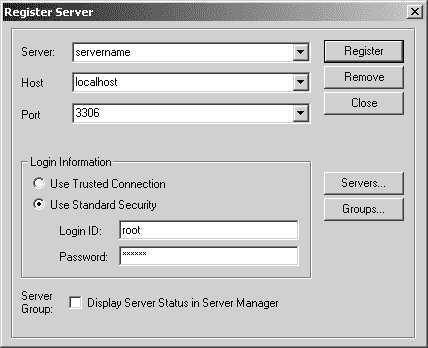 Register Server
Server: servername
Register
Host localhost
Remove
Port 3306
Close
Login Information
Use Trusted Connection
Servers...
Use Standard Security
Groups...
Login ID: root
Password: ××××××
Server
Group:
Display Server Status in Server Manager